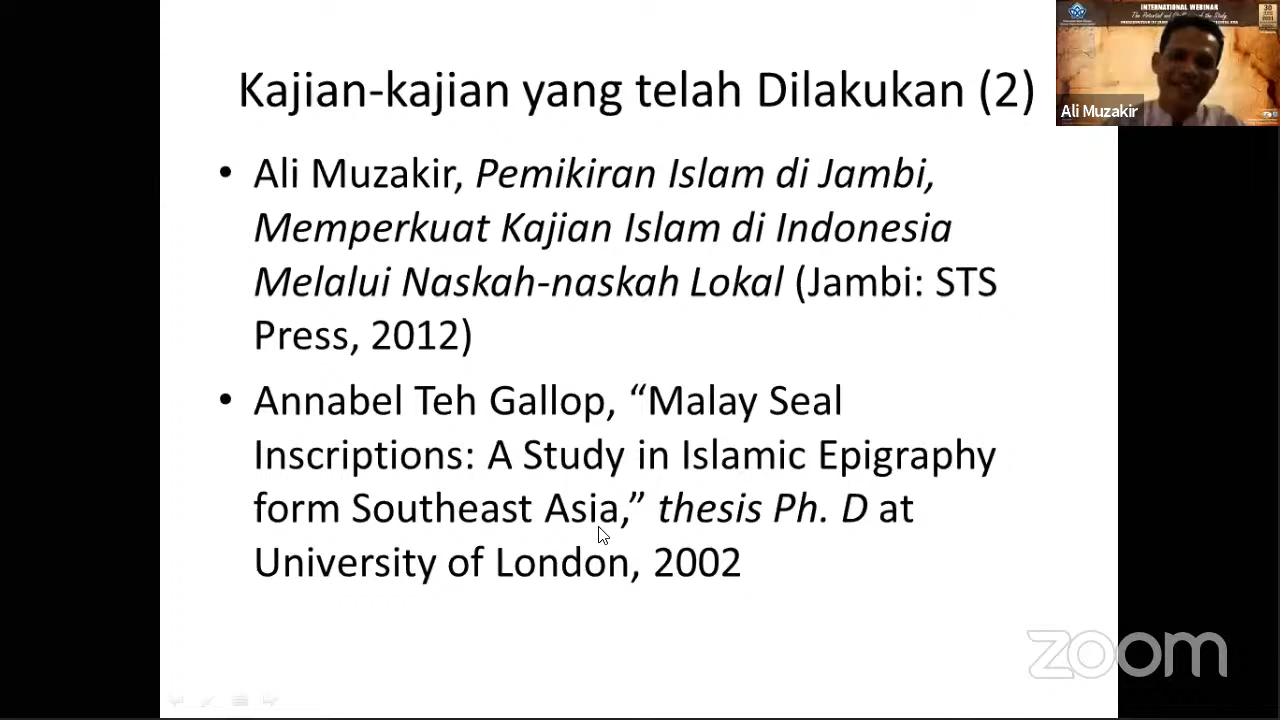 Kajian-kajian yang telah Dilakukan (2)
• Ali Muzakir, Pemikiran Islam di Jambi,
Memperkuat Kajian Islam di Indonesia
Melalui Naskah-naskah Lokal (Jambi: STS
Press, 2012)
• Annabel Teh Gallop, “Malay Seal
Inscriptions: A Study in Islamic Epigraphy
form Southeast Asia,” thesis Ph. D at
University of London, 2002
INTERNATIONAL WEBINAR
30
Ali Muzakir
zoom